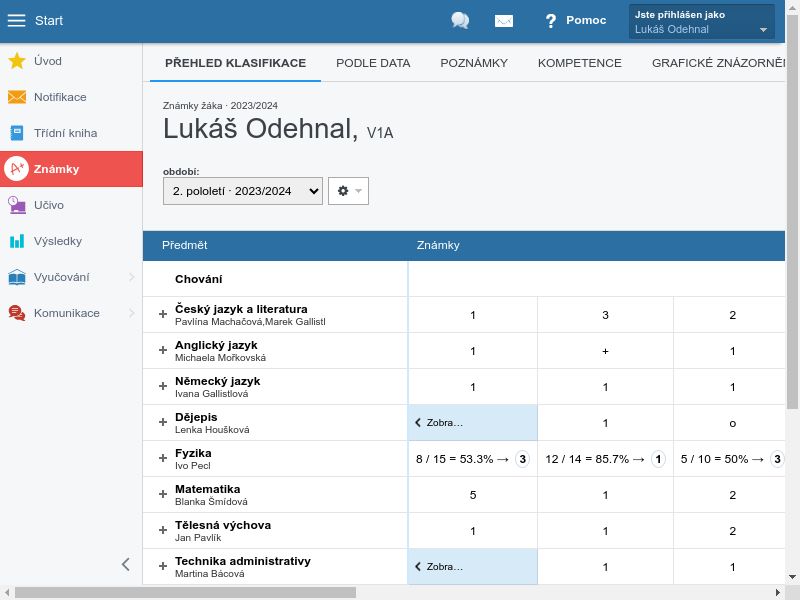 Start
Pomoc
Jste přihlášen jako
Lukáš Odehnal
Úvod
Notifikace
Třídní kniha
Známky
Učivo
Výsledky
Vyučování
Komunikace
PŘEHLED KLASIFIKACE PODLE DATA POZNÁMKY KOMPETENCE GRAFICKÉ ZNÁZORNĚN
Známky žáka · 2023/2024
Lukáš Odehnal, V1A
období:
2. pololetí · 2023/2024
Předmět Známky
Chování
Český jazyk a literatura
Pavlína Machačová,Marek Gallistl
1 3 2
Anglický jazyk
Michaela Mořkovská
1 + 1
Německý jazyk
Ivana Gallistlová
1 1 1
Dějepis
Lenka Houšková
Zobra... 1 o
Fyzika
Ivo Pecl
8 / 15 = 53.3% → 3 12 / 14 = 85.7% → 1 5 / 10 = 50% → 3
Matematika
Blanka Šmídová
5 1 2
Tělesná výchova
Jan Pavlík
1 1 2
Technika administrativy
Martina Bácová
Zobra... 1 1